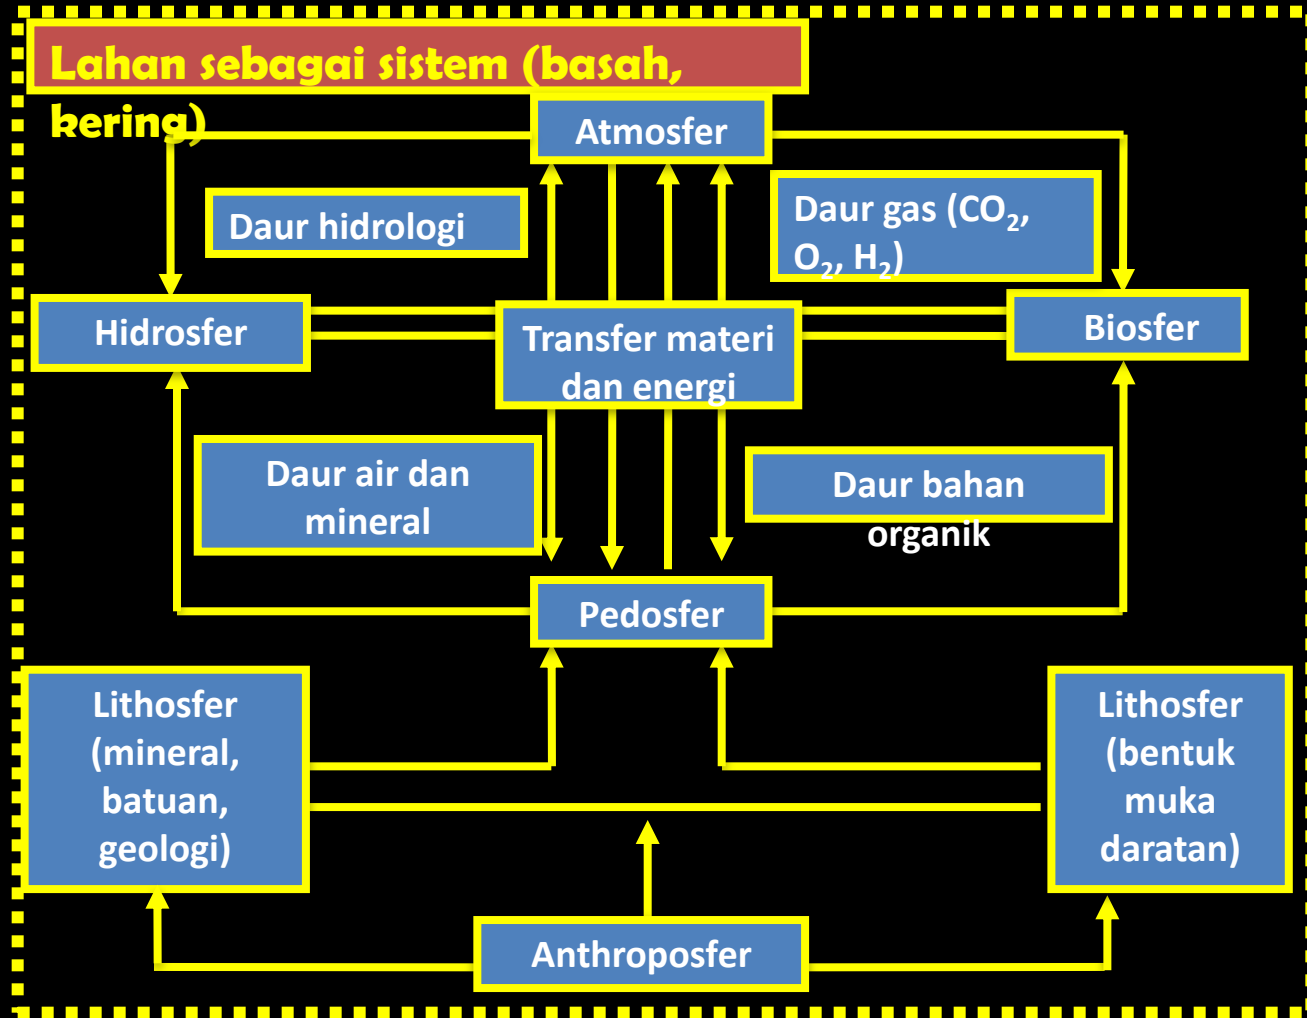 Lahan sebagai sistem (basah,
kering)
Atmosfer
Daur hidrologi
Daur gas (CO₂,
O₂, H₂)
Hidrosfer
Transfer materi
dan energi
Biosfer
Daur air dan
mineral
Daur bahan
organik
Pedosfer
Lithosfer
(mineral,
batuan,
geologi)
Lithosfer
(bentuk
muka
daratan)
Anthroposfer